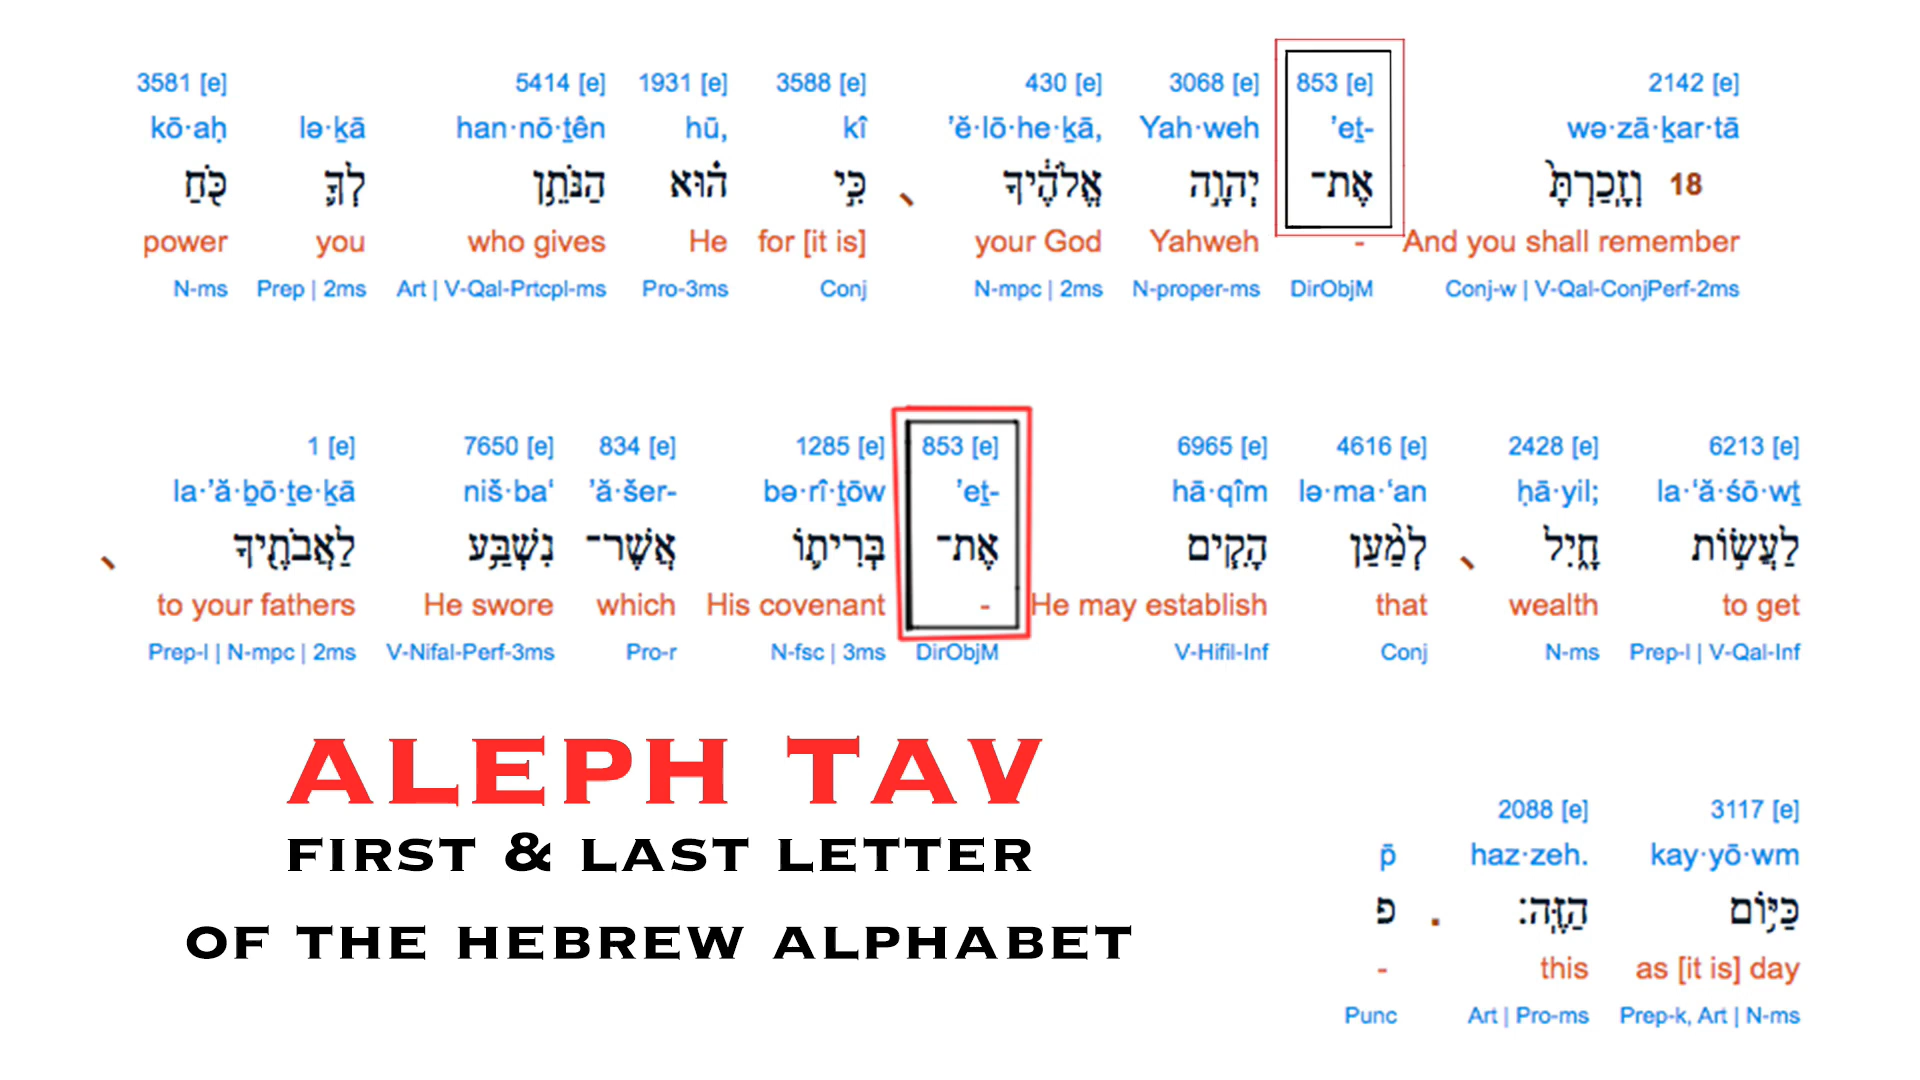 3581 [e] 5414 [e] 1931 [e] 3588 [e] 430 [e] 3068 [e] 853 [e] 2142 [e]
kō·aḥ lə·ḵā han·nō·ṯên hū, kî ’ĕ·lō·he·ḵā, Yah·weh ’eṯ- wə·zā·ḵar·tā
18 וְזָֽכַרְתָּ֙ אֶת־ יְהוָ֣ה אֱלֹהֶ֔יךָ 、 כִּ֣י ה֗וּא הַנֹּתֵ֥ן לְךָ֛ כֹּ֖חַ
power you who gives He for [it is] your God Yahweh - And you shall remember
N-ms Prep | 2ms Art | V-Qal-Prtcpl-ms Pro-3ms Conj N-mpc | 2ms N-proper-ms DirObjM Conj-w | V-Qal-ConjPerf-2ms
1 [e] 7650 [e] 834 [e] 1285 [e] 853 [e] 6965 [e] 4616 [e] 2428 [e] 6213 [e]
la·’ă·ḇō·ṯe·ḵā niš·ba‘ ’ă·šer- bə·rî·ṯōw ’eṯ- hā·qîm lə·ma·‘an ḥā·yil; la·‘ă·śō·wṯ
לַעֲשׂ֣וֹת חָ֑יִל 、 לְמַ֨עַן הָקִ֧ים אֶת־ בְּרִית֛וֹ אֲשֶׁר־ נִשְׁבַּ֥ע לַאֲבֹתֶ֖יךָ 、
to your fathers He swore which His covenant - He may establish that wealth to get
Prep-l | N-mpc | 2ms V-Nifal-Perf-3ms Pro-r N-fsc | 3ms DirObjM V-Hifil-Inf Conj N-ms Prep-l | V-Qal-Inf
ALEPH TAV
FIRST & LAST LETTER
OF THE HEBREW ALPHABET
2088 [e] 3117 [e]
p̄ haz·zeh. kay·yō·wm
כַּיּ֥וֹם הַזֶּֽה׃ . פ
- this as [it is] day
Punc Art | Pro-ms Prep-k, Art | N-ms